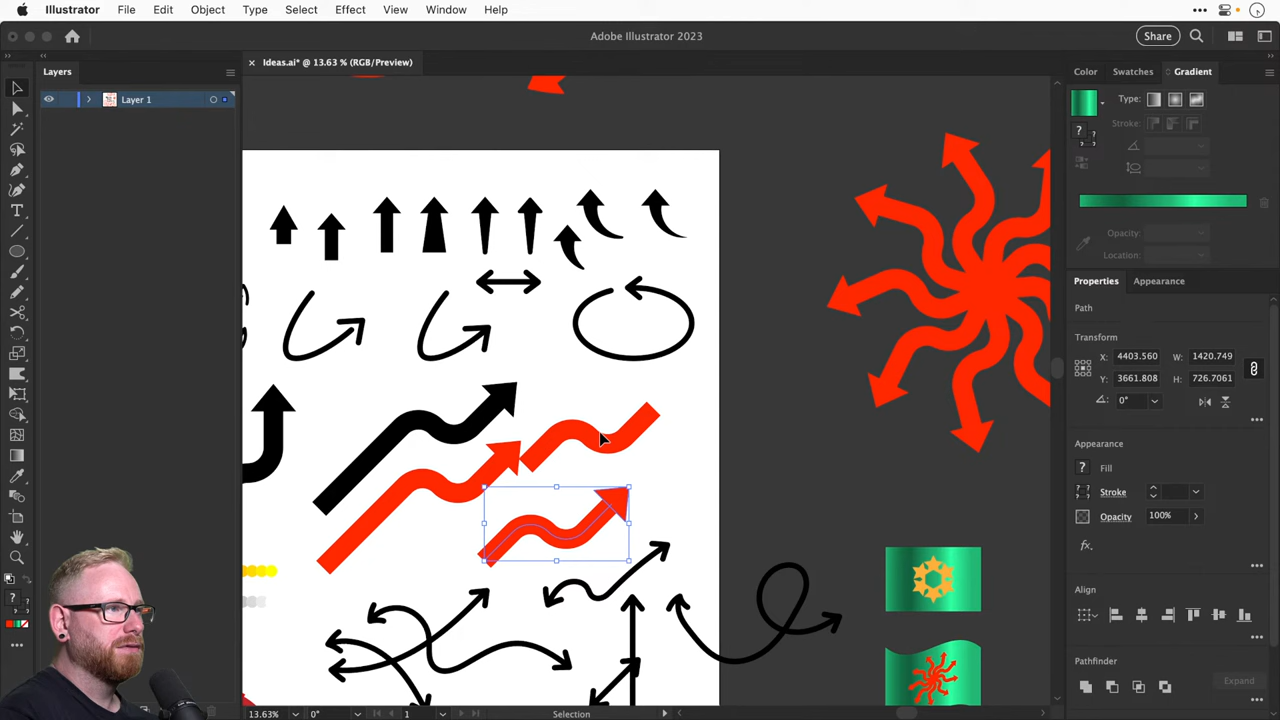 Illustrator File Edit Object Type Select Effect View Window Help
Adobe Illustrator 2023
Share
Layers
Ideas.ai* @ 13.63 % (RGB/Preview)
Color Swatches Gradient
Layer 1
Type:
Stroke:
Opacity:
Location:
Properties Appearance
Path
Transform
X: 4403.560 W: 1420.749
Y: 3661.808 H: 726.7061
0°
Appearance
? Fill
Stroke
Opacity 100%
fx.
Align
Pathfinder
Expand
13.63% 0° 1 Selection